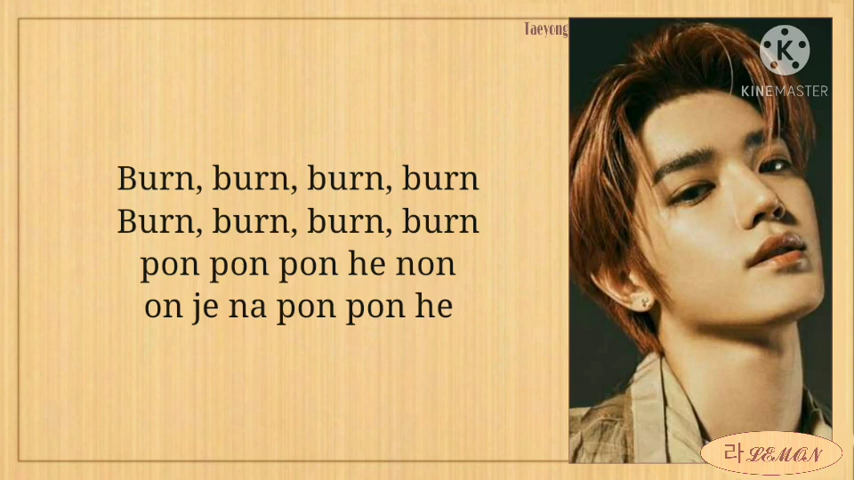 Taeyong
KINEMASTER
Burn, burn, burn, burn
Burn, burn, burn, burn
pon pon pon he non
on je na pon pon he
라 LEMON